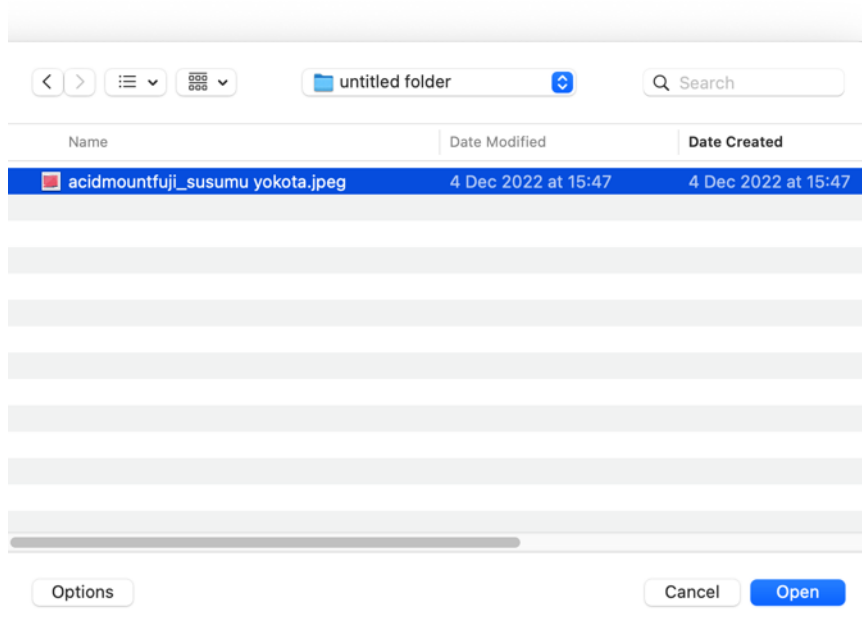 untitled folder
Search
Name Date Modified Date Created
acidmountfuji_susumu yokota.jpeg 4 Dec 2022 at 15:47 4 Dec 2022 at 15:47
Options Cancel Open